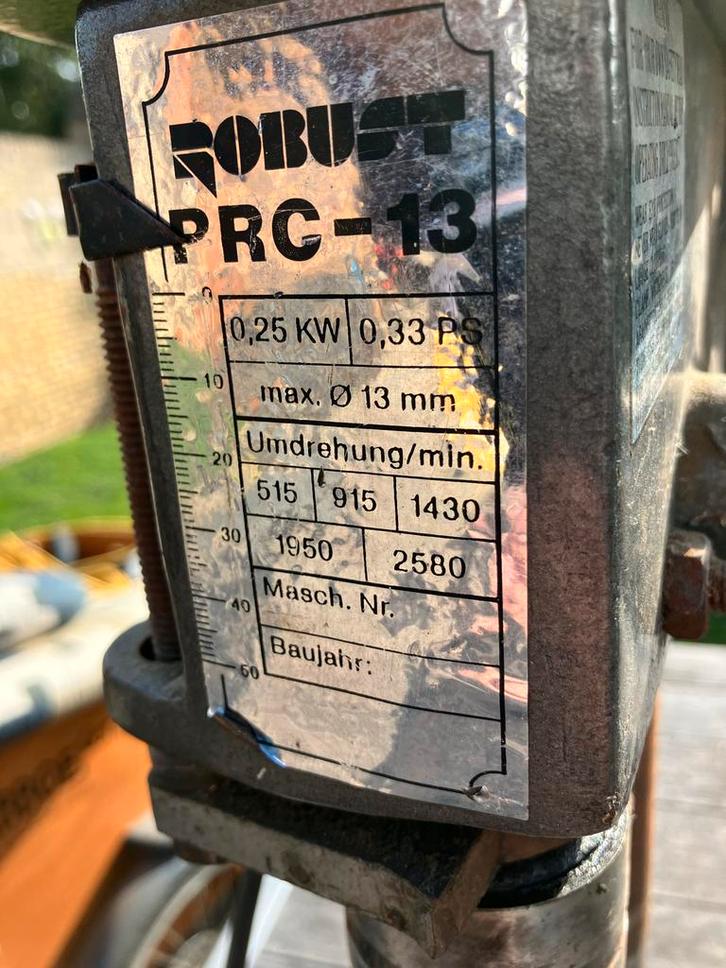 ROBUST
PRC-13
0
0,25 KW 0,33 PS
10
max. Ø 13 mm
Umdrehung/min.
20
515 915 1430
30
1950 2580
Masch. Nr.
40
Baujahr:
50